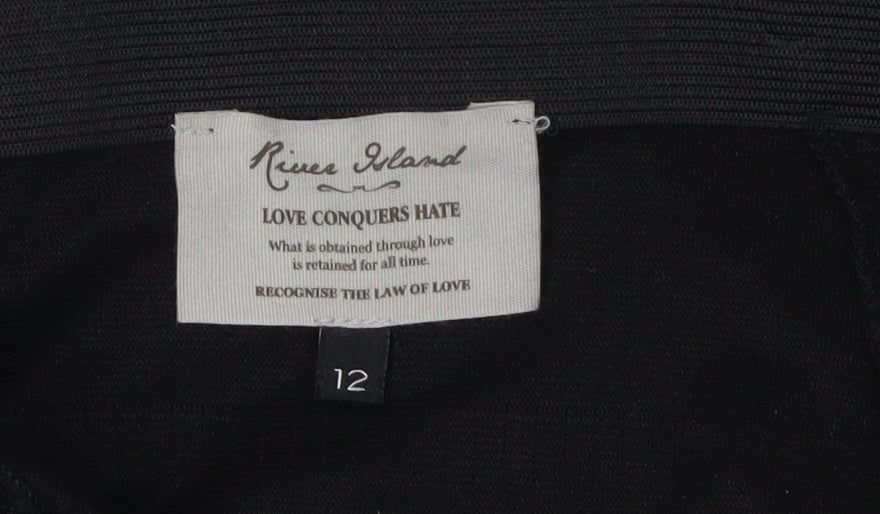 River Island
LOVE CONQUERS HATE
What is obtained through love
is retained for all time.
RECOGNISE THE LAW OF LOVE
12